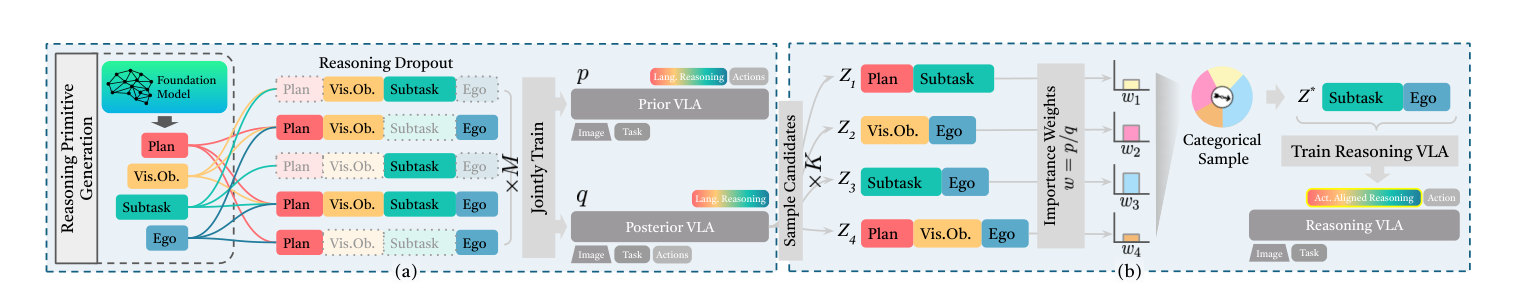 Reasoning Primitive
Generation
Foundation
Model
Plan
Vis.Ob.
Subtask
Ego
Reasoning Dropout
Plan Vis.Ob. Subtask Ego
Plan Vis.Ob. Subtask Ego
Plan Vis.Ob. Subtask Ego
Plan Vis.Ob. Subtask Ego
Plan Vis.Ob. Subtask Ego
×M
Jointly Train
p
Lang. Reasoning Actions
Prior VLA
Image Task
q
Lang. Reasoning
Posterior VLA
Image Task Actions
(a)
Sample Candidates
×K
Z1 Plan Subtask
Z2 Vis.Ob. Ego
Z3 Subtask Ego
Z4 Plan Vis.Ob. Ego
Importance Weights
w = p/q
w1
w2
w3
w4
Categorical
Sample
Z* Subtask Ego
Train Reasoning VLA
Act. Aligned Reasoning Action
Reasoning VLA
Image Task
(b)